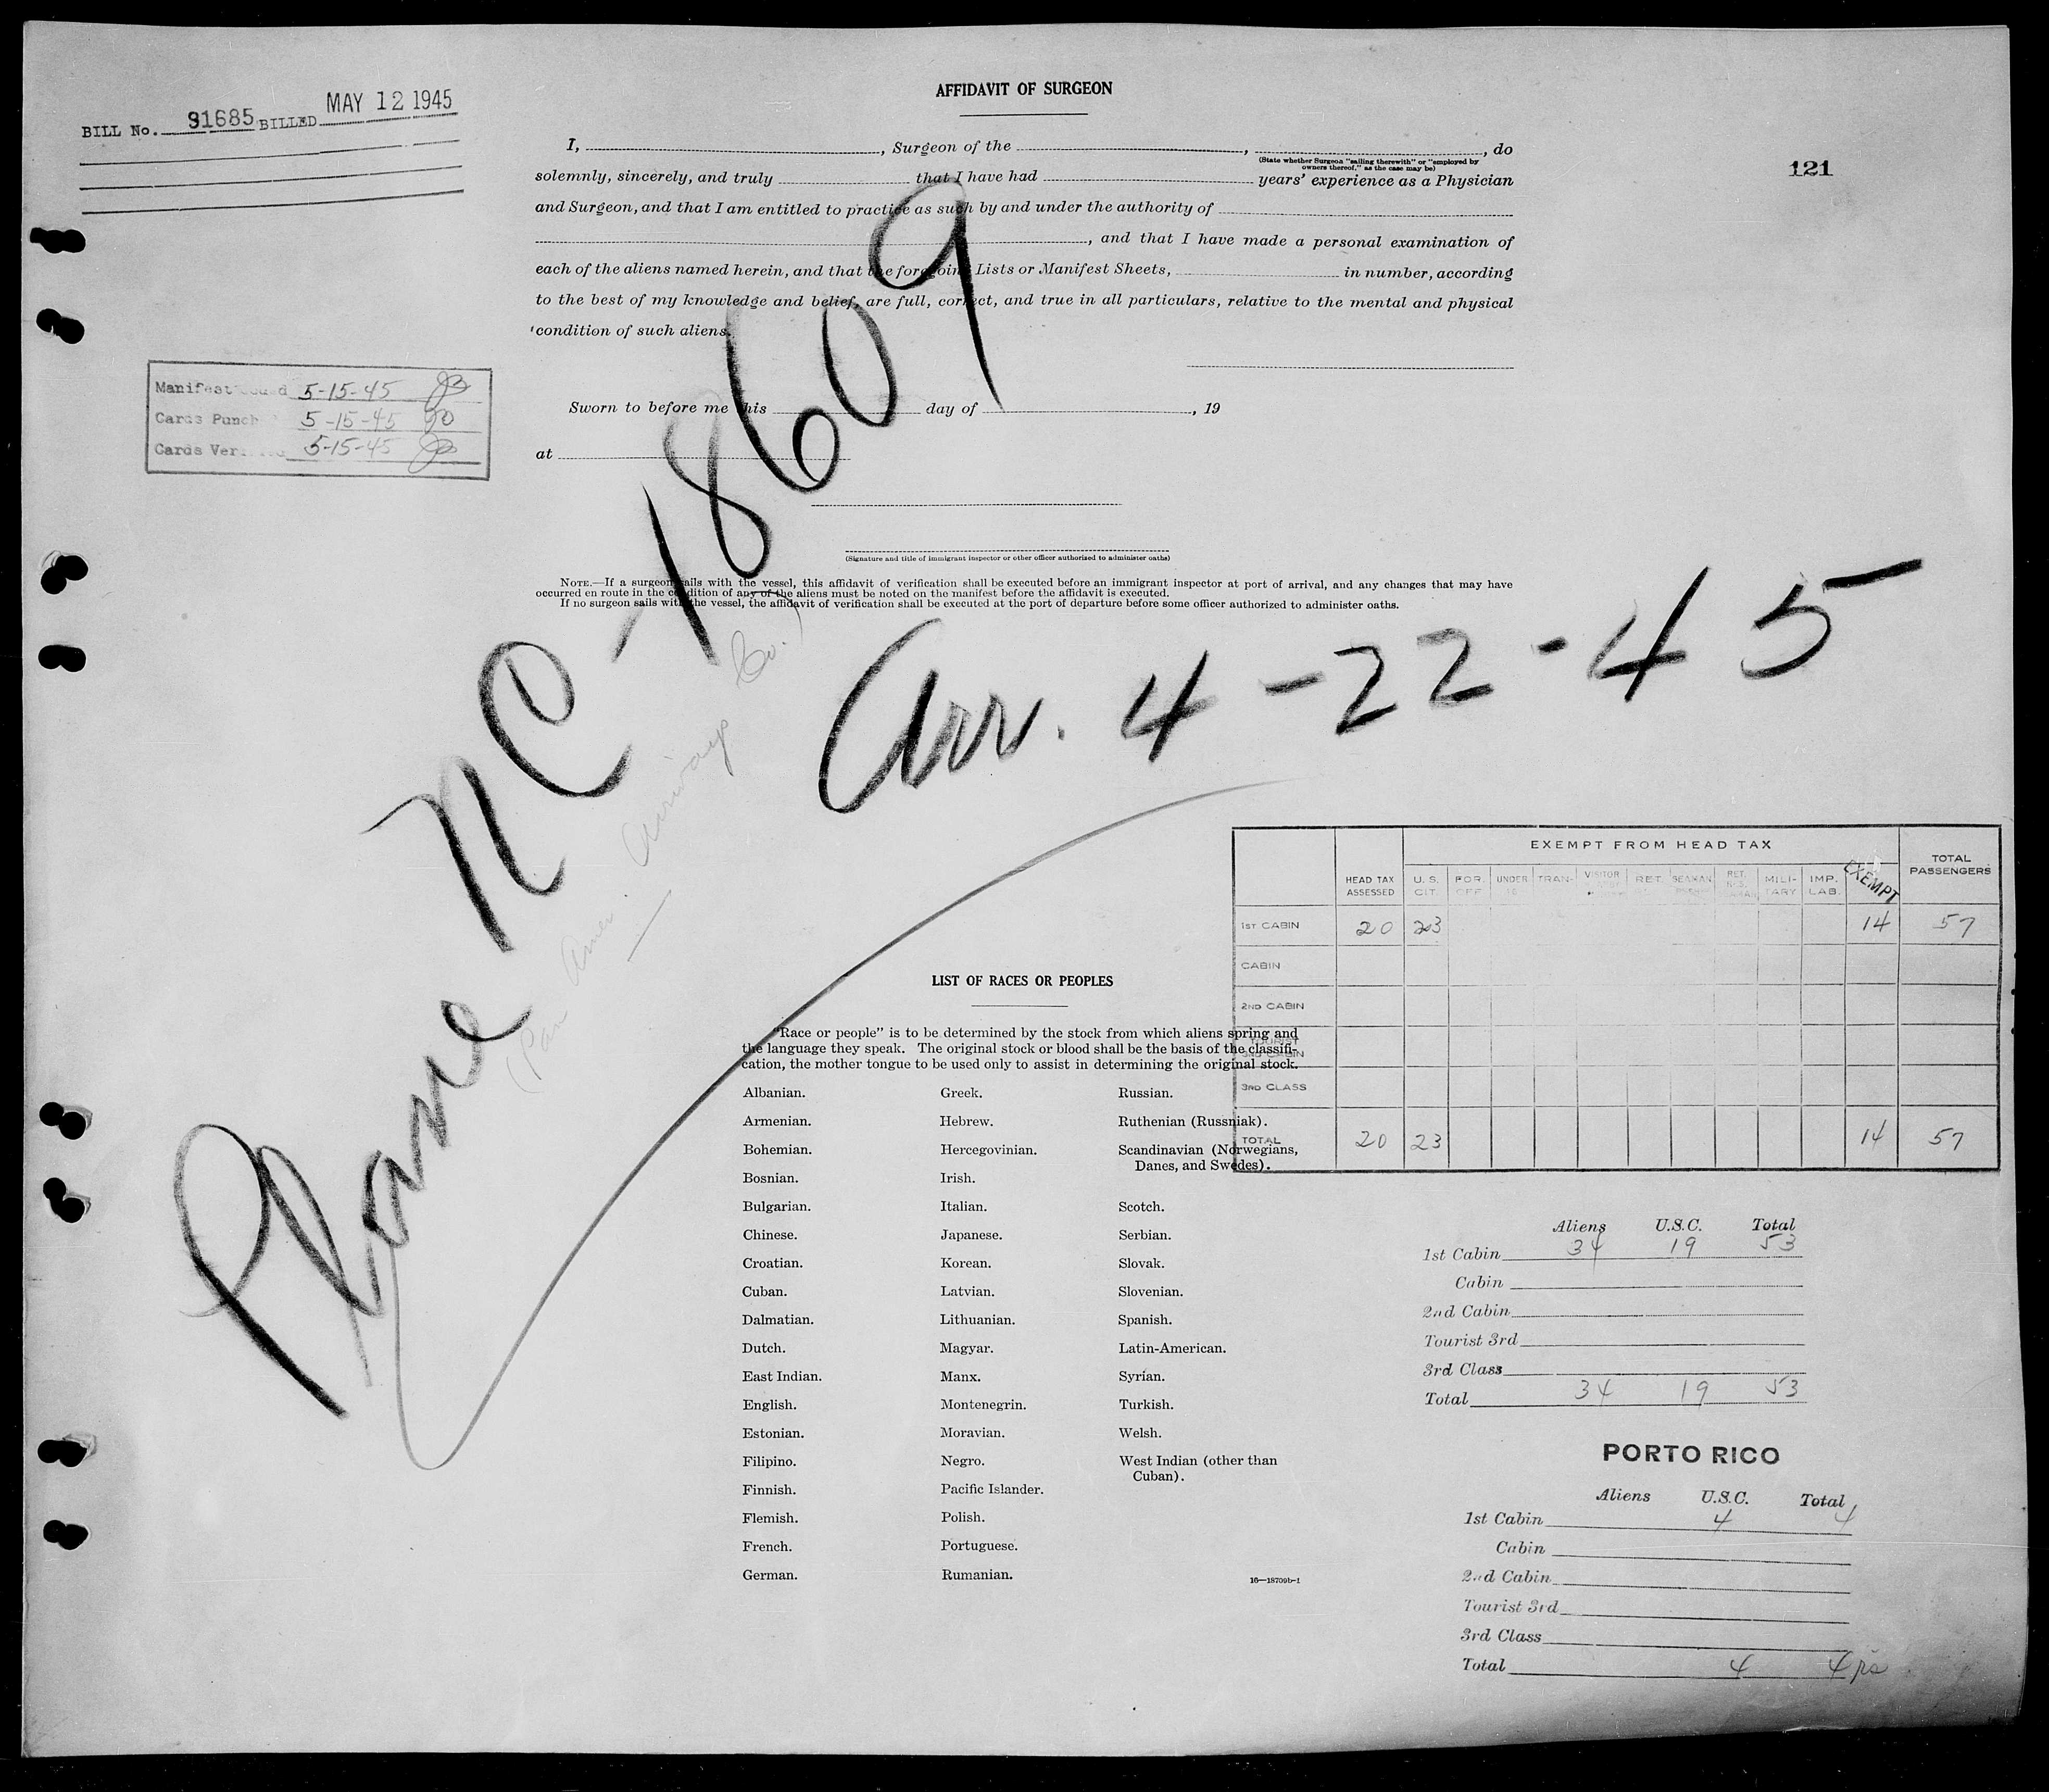 AFFIDAVIT OF SURGEON
BILL No. 91685 BILLED MAY 12 1945
121
I, , Surgeon of the , , do
(State whether Surgeon "sailing therewith" or "employed by
owners thereof," as the case may be)
solemnly, sincerely, and truly that I have had years' experience as a Physician
and Surgeon, and that I am entitled to practice as such by and under the authority of
, and that I have made a personal examination of
each of the aliens named herein, and that the foregoing Lists or Manifest Sheets, in number, according
to the best of my knowledge and belief, are full, correct, and true in all particulars, relative to the mental and physical
condition of such aliens.
Manifest 5-15-45
Cards Punch 5-15-45
Cards Ver 5-15-45
Sworn to before me this day of , 19
at
(Signature and title of immigrant inspector or other officer authorized to administer oaths)
NOTE.—If a surgeon sails with the vessel, this affidavit of verification shall be executed before an immigrant inspector at port of arrival, and any changes that may have
occurred en route in the condition of any of the aliens must be noted on the manifest before the affidavit is executed.
If no surgeon sails with the vessel, the affidavit of verification shall be executed at the port of departure before some officer authorized to administer oaths.
Plane NC-18609
(Pan Amer. Airways Co.)
Arr. 4-22-45
EXEMPT FROM HEAD TAX
HEAD TAX ASSESSED U.S. CIT. FOR. OFF. UNDER 16 TRAN- VISITOR RET. SEAMAN RET. MILI-TARY IMP. LAB. EXEMPT TOTAL PASSENGERS
1ST CABIN 20 23 14 57
CABIN
2ND CABIN
TOURIST 3RD CABIN
3RD CLASS
TOTAL 20 23 14 57
LIST OF RACES OR PEOPLES
"Race or people" is to be determined by the stock from which aliens spring and
the language they speak. The original stock or blood shall be the basis of the classifi-
cation, the mother tongue to be used only to assist in determining the original stock.
Albanian. Greek. Russian.
Armenian. Hebrew. Ruthenian (Russniak).
Bohemian. Hercegovinian. Scandinavian (Norwegians,
Danes, and Swedes).
Bosnian. Irish.
Bulgarian. Italian. Scotch.
Chinese. Japanese. Serbian.
Croatian. Korean. Slovak.
Cuban. Latvian. Slovenian.
Dalmatian. Lithuanian. Spanish.
Dutch. Magyar. Latin-American.
East Indian. Manx. Syrian.
English. Montenegrin. Turkish.
Estonian. Moravian. Welsh.
Filipino. Negro. West Indian (other than
Cuban).
Finnish. Pacific Islander.
Flemish. Polish.
French. Portuguese.
German. Rumanian.
16—18709b-1
Aliens U.S.C. Total
1st Cabin 34 19 53
Cabin
2nd Cabin
Tourist 3rd
3rd Class
Total 34 19 53
PORTO RICO
Aliens U.S.C. Total
1st Cabin 4 4
Cabin
2nd Cabin
Tourist 3rd
3rd Class
Total 4 4